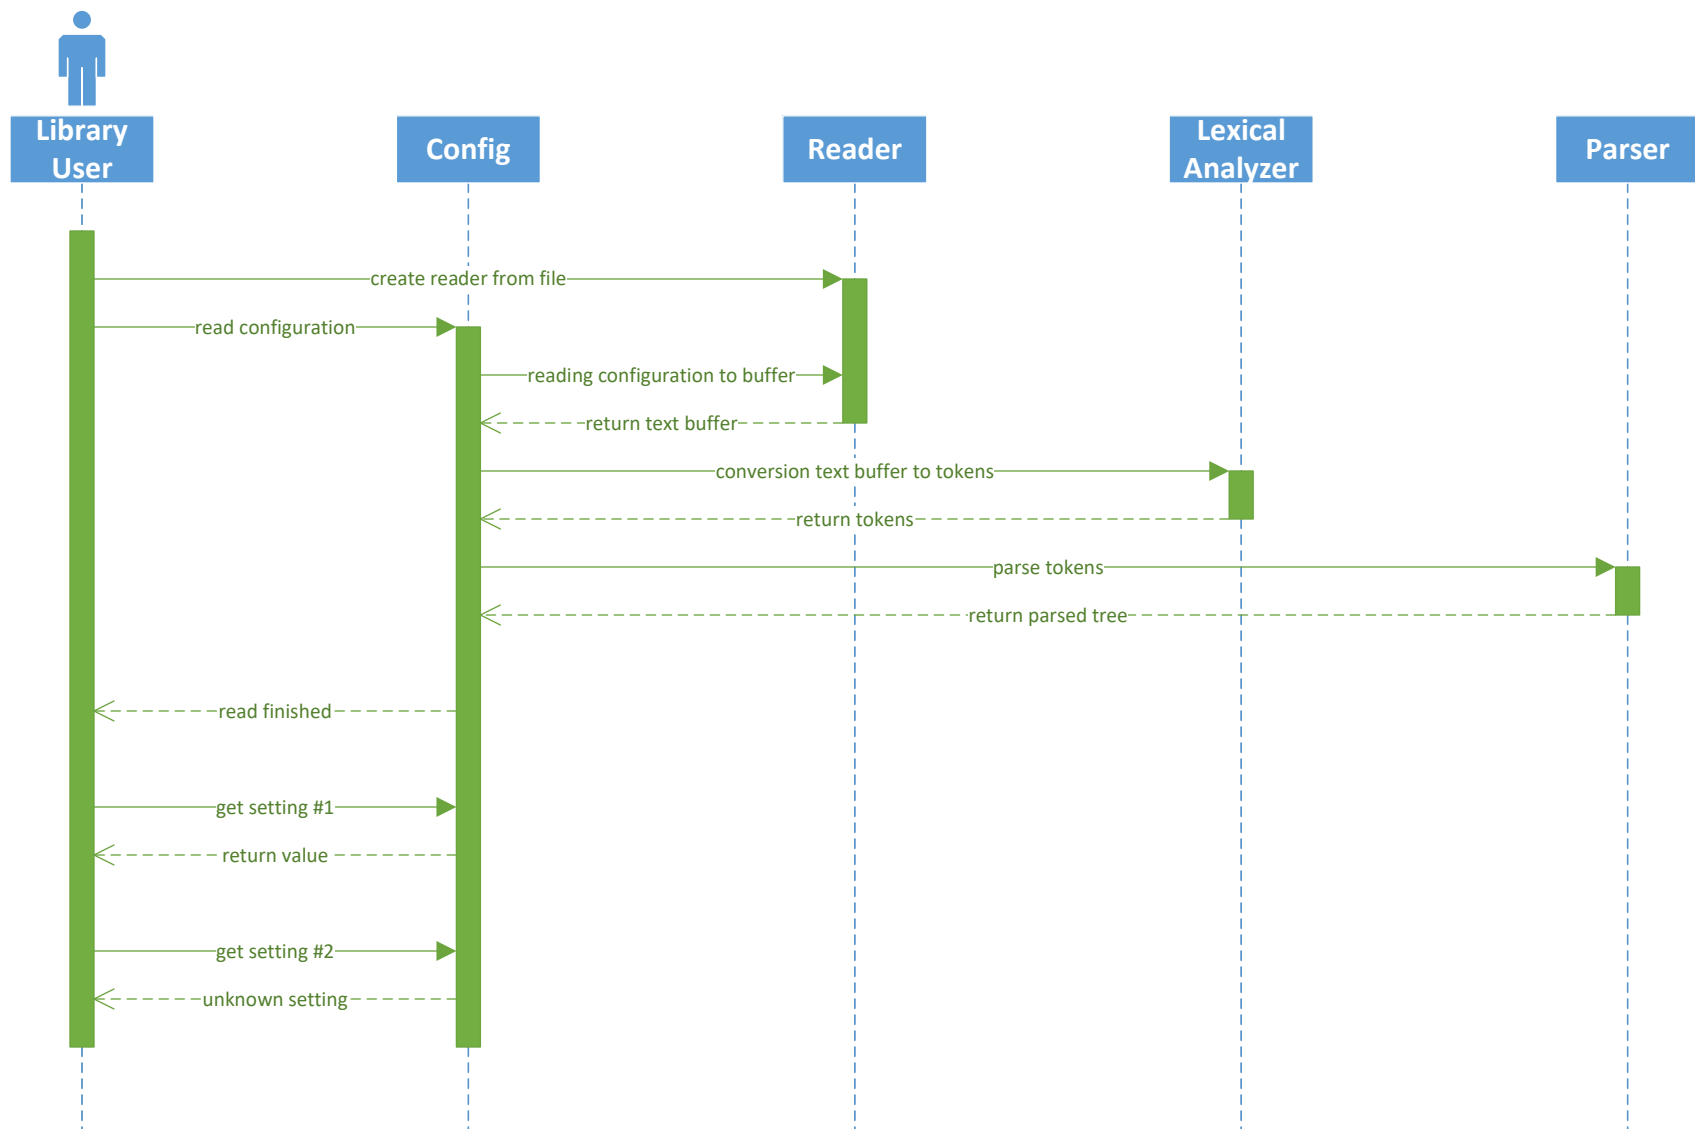 Library
User
Config
Reader
Lexical
Analyzer
Parser
create reader from file
read configuration
reading configuration to buffer
return text buffer
conversion text buffer to tokens
return tokens
parse tokens
return parsed tree
read finished
get setting #1
return value
get setting #2
unknown setting